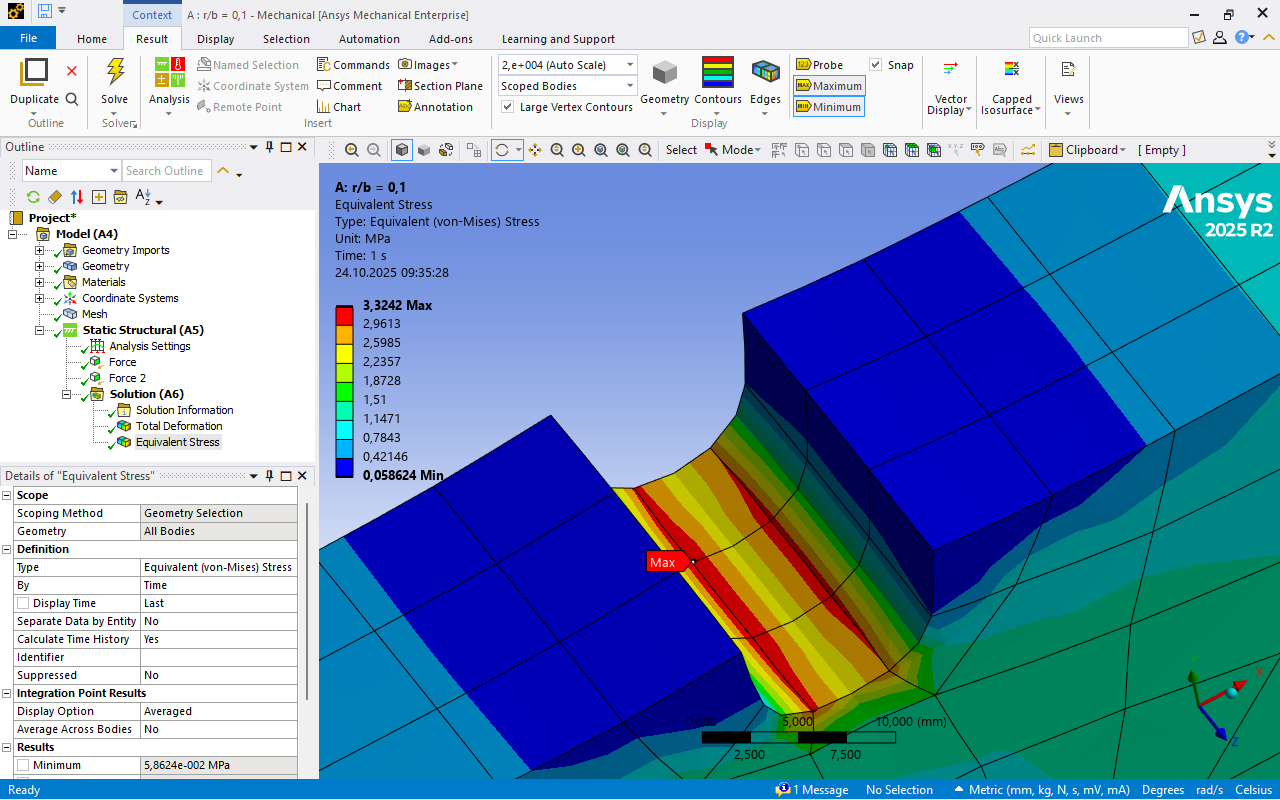 Context
A : r/b = 0,1 - Mechanical [Ansys Mechanical Enterprise]
File
Home
Result
Display
Selection
Automation
Add-ons
Learning and Support
Quick Launch
Duplicate
Outline
Solve
Solver
Analysis
Named Selection
Coordinate System
Remote Point
Commands
Comment
Chart
Images
Section Plane
Annotation
Insert
2,e+004 (Auto Scale)
Scoped Bodies
Large Vertex Contours
Geometry
Contours
Edges
Display
Probe
Maximum
Minimum
Snap
Vector
Display
Capped
Isosurface
Views
Outline
Name
Search Outline
Select
Mode
Clipboard
[ Empty ]
Project*
Model (A4)
Geometry Imports
Geometry
Materials
Coordinate Systems
Mesh
Static Structural (A5)
Analysis Settings
Force
Force 2
Solution (A6)
Solution Information
Total Deformation
Equivalent Stress
Details of "Equivalent Stress"
Scope
Scoping Method Geometry Selection
Geometry All Bodies
Definition
Type Equivalent (von-Mises) Stress
By Time
Display Time Last
Separate Data by Entity No
Calculate Time History Yes
Identifier
Suppressed No
Integration Point Results
Display Option Averaged
Average Across Bodies No
Results
Minimum 5,8624e-002 MPa
A: r/b = 0,1
Equivalent Stress
Type: Equivalent (von-Mises) Stress
Unit: MPa
Time: 1 s
24.10.2025 09:35:28
3,3242 Max
2,9613
2,5985
2,2357
1,8728
1,51
1,1471
0,7843
0,42146
0,058624 Min
Max
Ansys
2025 R2
0,000 5,000 10,000 (mm)
2,500 7,500
X
Z
Ready
1 Message
No Selection
Metric (mm, kg, N, s, mV, mA)
Degrees
rad/s
Celsius